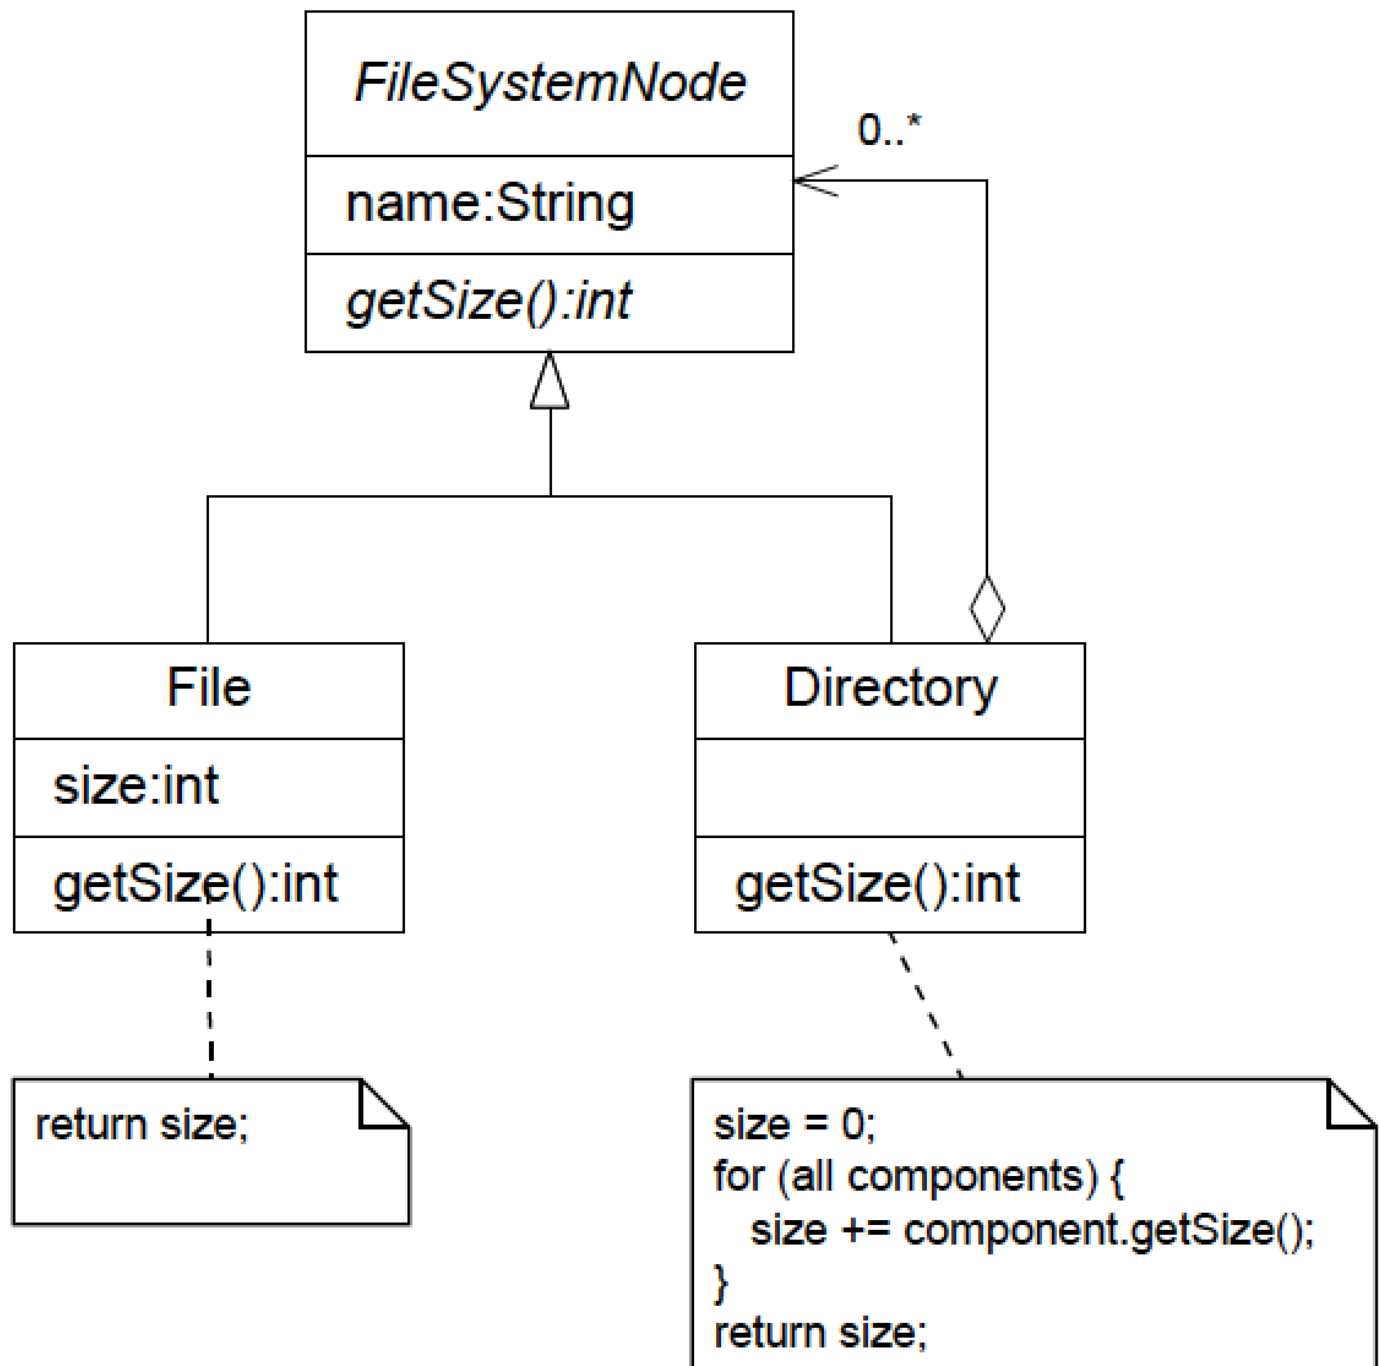 FileSystemNode
0..*
name:String
getSize():int
File
size:int
getSize():int
Directory
getSize():int
return size;
size = 0;
for (all components) {
size += component.getSize();
}
return size;